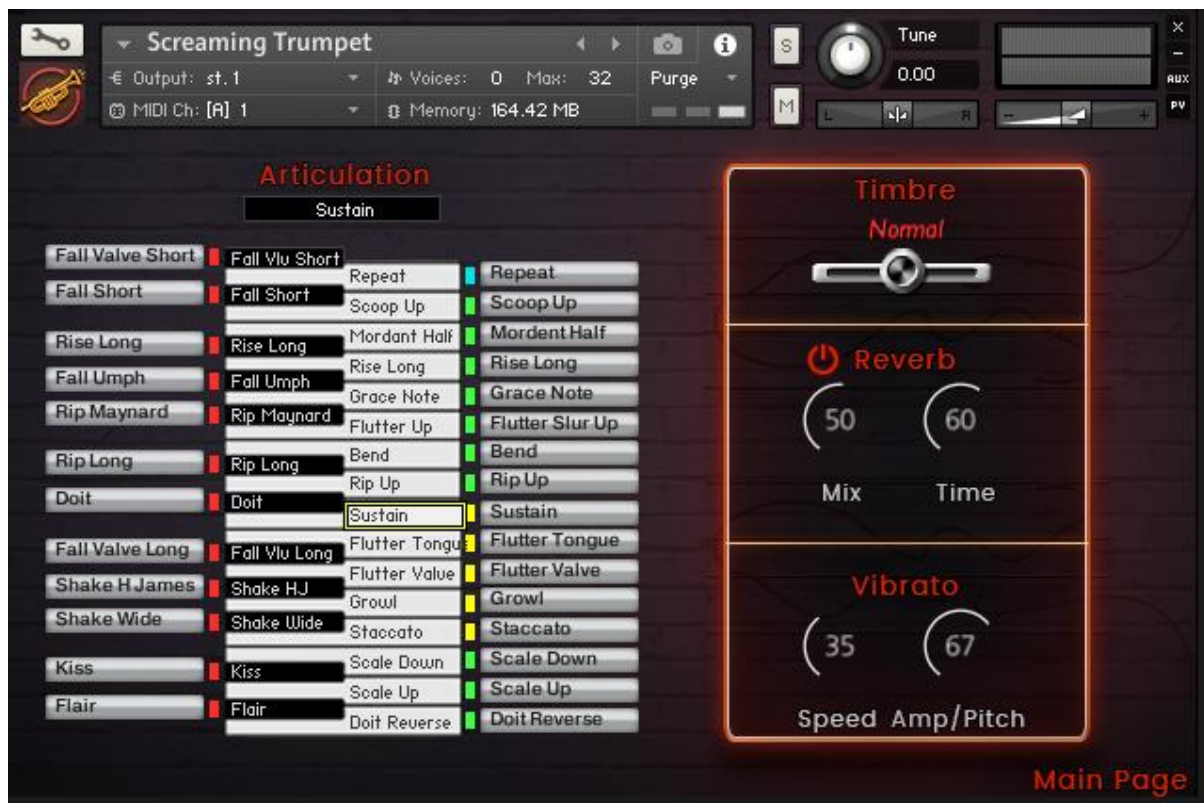 Screaming Trumpet
Output: st. 1
Voices: 0 Max: 32
Purge
MIDI Ch: [A] 1
Memory: 164.42 MB
S
M
Tune
0.00
L R
- +
×
-
AUX
PV
Articulation
Sustain
Fall Valve Short
Fall Short
Rise Long
Fall Umph
Rip Maynard
Rip Long
Doit
Fall Valve Long
Shake H James
Shake Wide
Kiss
Flair
Fall Vlv Short
Fall Short
Rise Long
Fall Umph
Rip Maynard
Rip Long
Doit
Fall Vlv Long
Shake HJ
Shake Wide
Kiss
Flair
Repeat
Scoop Up
Mordant Half
Rise Long
Grace Note
Flutter Up
Bend
Rip Up
Sustain
Flutter Tongue
Flutter Valve
Growl
Staccato
Scale Down
Scale Up
Doit Reverse
Repeat
Scoop Up
Mordent Half
Rise Long
Grace Note
Flutter Slur Up
Bend
Rip Up
Sustain
Flutter Tongue
Flutter Valve
Growl
Staccato
Scale Down
Scale Up
Doit Reverse
Timbre
Normal
Reverb
50 60
Mix Time
Vibrato
35 67
Speed Amp/Pitch
Main Page